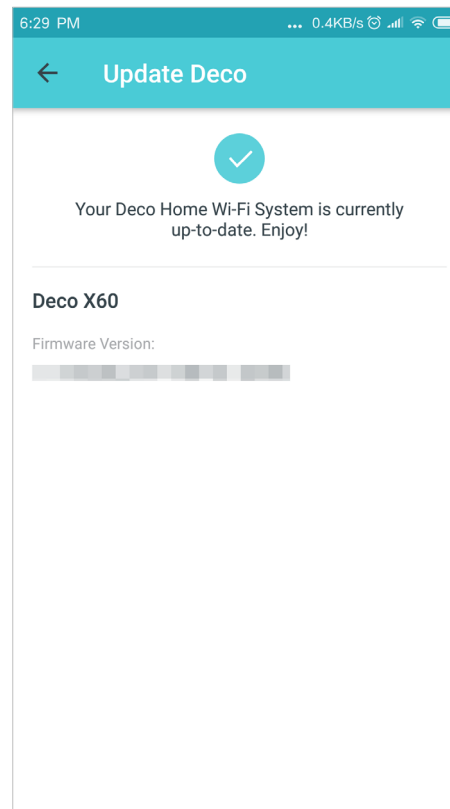 6:29 PM ... 0.4KB/s
Update Deco
Your Deco Home Wi-Fi System is currently
up-to-date. Enjoy!
Deco X60
Firmware Version: